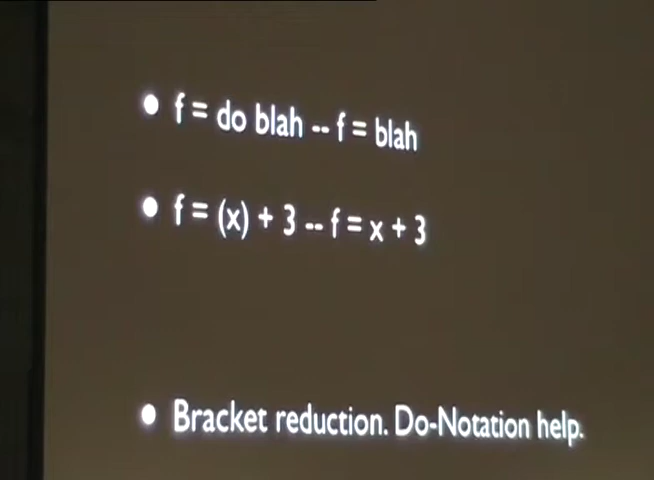 • f = do blah -- f = blah
• f = (x) + 3 -- f = x + 3
• Bracket reduction. Do-Notation help.